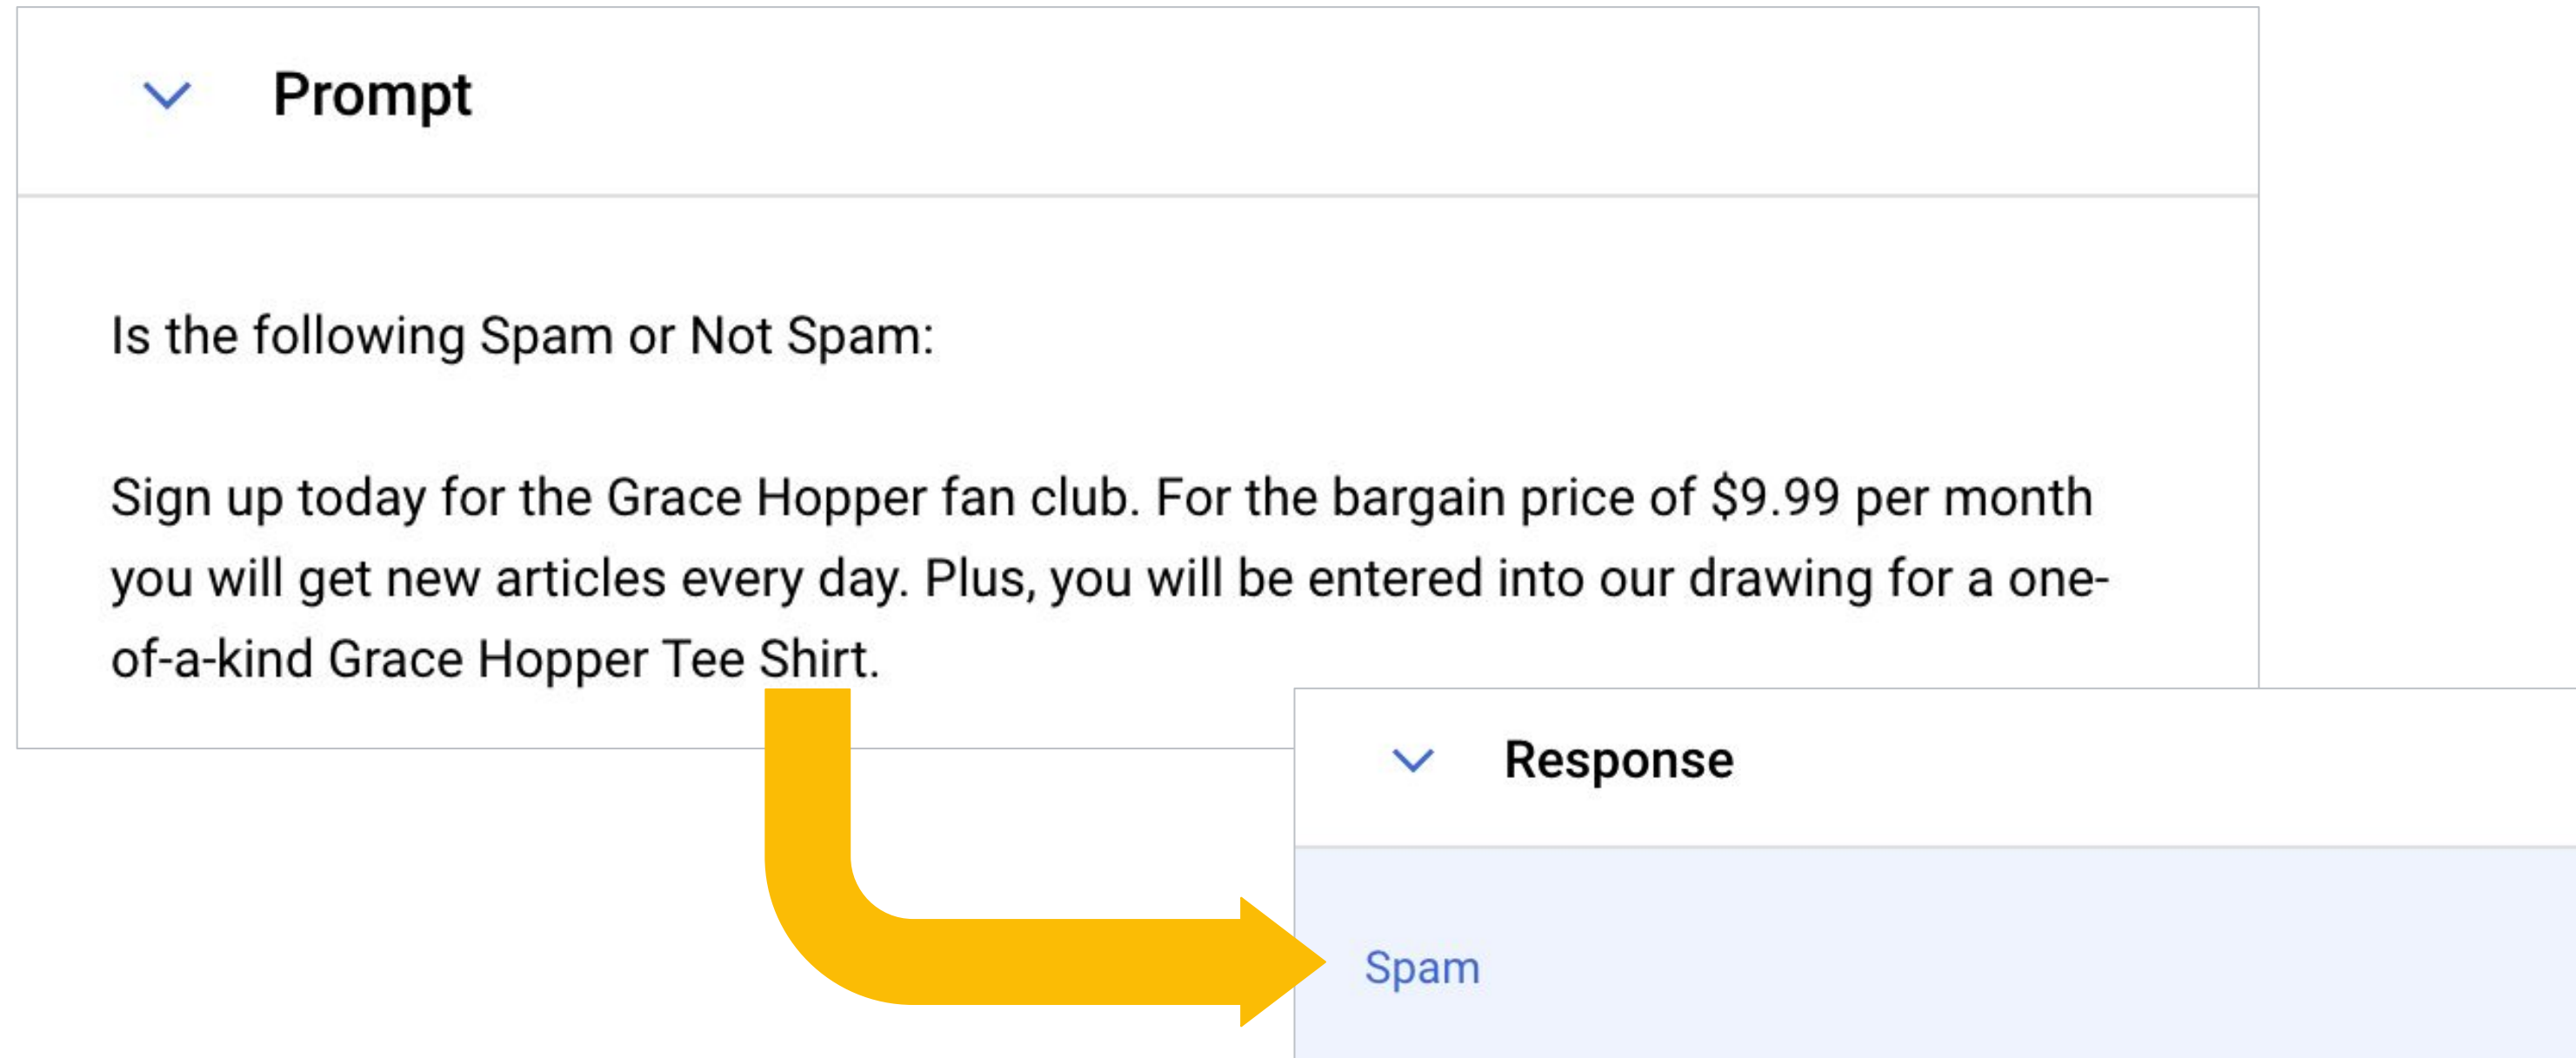 Prompt
Is the following Spam or Not Spam:
Sign up today for the Grace Hopper fan club. For the bargain price of $9.99 per month
you will get new articles every day. Plus, you will be entered into our drawing for a one-
of-a-kind Grace Hopper Tee Shirt.
Response
Spam